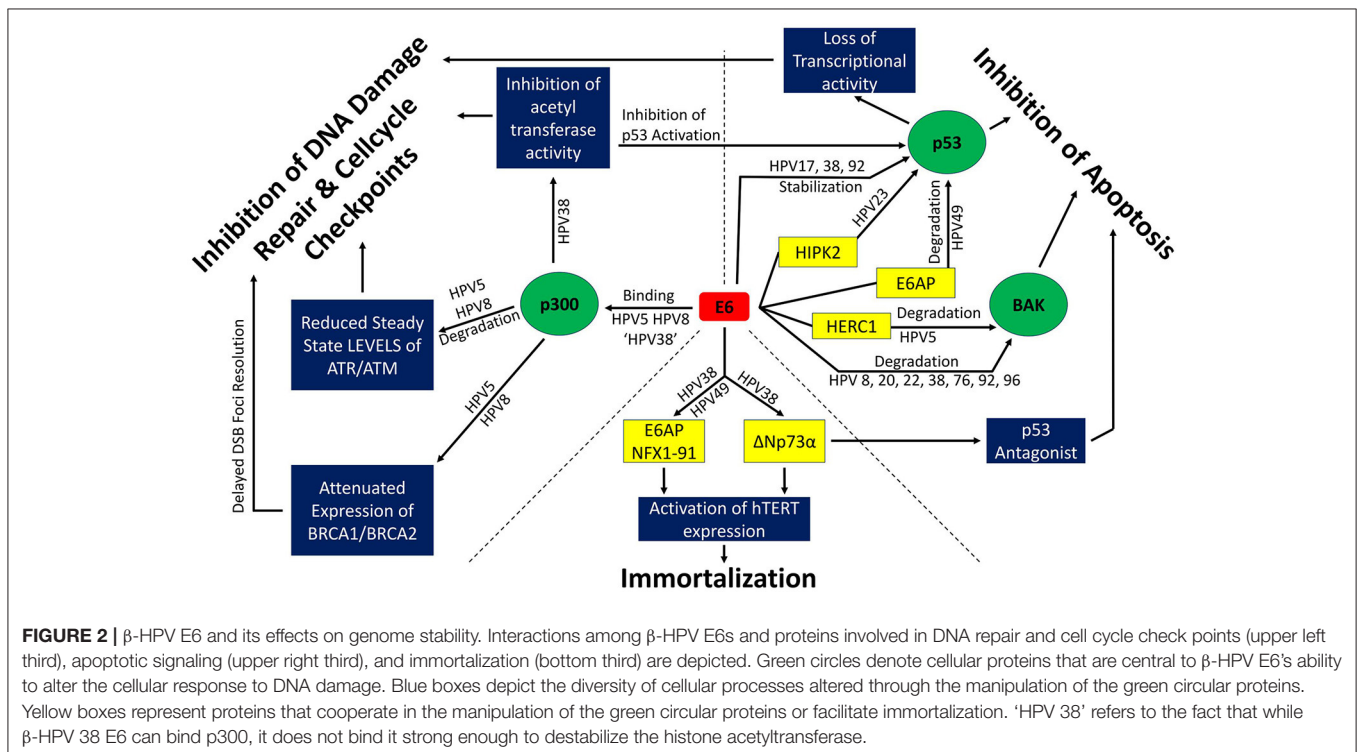 Inhibition of DNA Damage
Repair & Cellcycle
Checkpoints
Inhibition of
acetyl
transferase
activity
Loss of
Transcriptional
activity
Inhibition of
p53 Activation
p53
Inhibition of Apoptosis
HPV17, 38, 92
Stabilization
HPV23
Degradation
HPV49
HIPK2
E6AP
HPV38
HPV5
HPV8
Degradation
p300
Binding
HPV5 HPV8
'HPV38'
E6
HERC1
Degradation
HPV5
BAK
Degradation
HPV 8, 20, 22, 38, 76, 92, 96
Reduced Steady
State LEVELS of
ATR/ATM
Delayed DSB Foci Resolution
HPV5
HPV8
HPV38
HPV49
HPV38
E6AP
NFX1-91
ΔNp73α
p53
Antagonist
Attenuated
Expression of
BRCA1/BRCA2
Activation of hTERT
expression
Immortalization
FIGURE 2 | β-HPV E6 and its effects on genome stability. Interactions among β-HPV E6s and proteins involved in DNA repair and cell cycle check points (upper left
third), apoptotic signaling (upper right third), and immortalization (bottom third) are depicted. Green circles denote cellular proteins that are central to β-HPV E6's ability
to alter the cellular response to DNA damage. Blue boxes depict the diversity of cellular processes altered through the manipulation of the green circular proteins.
Yellow boxes represent proteins that cooperate in the manipulation of the green circular proteins or facilitate immortalization. 'HPV 38' refers to the fact that while
β-HPV 38 E6 can bind p300, it does not bind it strong enough to destabilize the histone acetyltransferase.